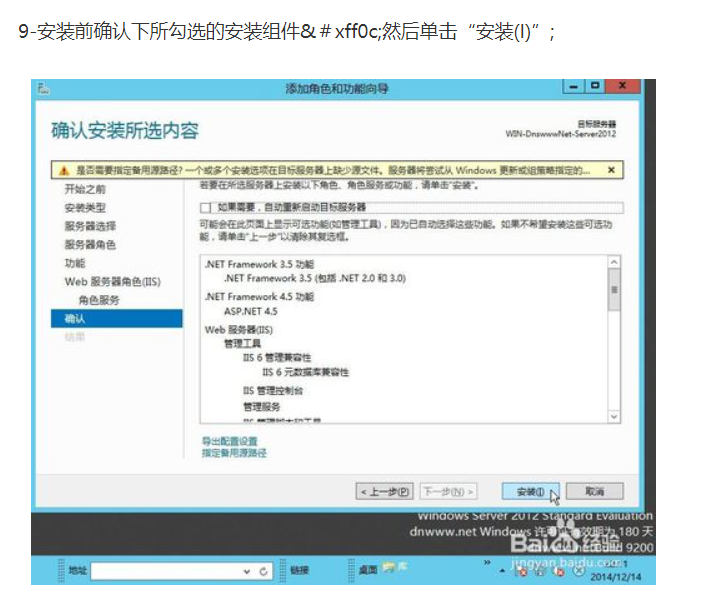 9-安装前确认下所勾选的安装组件&#xff0c;然后单击“安装(I)”;
添加角色和功能向导
确认安装所选内容
目标服务器
WIN-DnswwwNet-Server2012
是否需要指定备用源路径? 一个或多个安装选项在目标服务器上缺少源文件。服务器将尝试从 Windows 更新或组策略指定的...
开始之前
安装类型
服务器选择
服务器角色
功能
Web 服务器角色(IIS)
角色服务
确认
结果
若要在所选服务器上安装以下角色、角色服务或功能，请单击"安装"。
如果需要，自动重新启动目标服务器
可能会在此页面上显示可选功能(如管理工具)，因为已自动选择这些功能。如果不希望安装这些可选功
能，请单击"上一步"以清除其复选框。
.NET Framework 3.5 功能
.NET Framework 3.5 (包括 .NET 2.0 和 3.0)
.NET Framework 4.5 功能
ASP.NET 4.5
Web 服务器(IIS)
管理工具
IIS 6 管理兼容性
IIS 6 元数据库兼容性
IIS 管理控制台
管理服务
IIS 管理脚本和工具
导出配置设置
指定备用源路径
< 上一步(P)
下一步(N) >
安装(I)
取消
Windows Server 2012 Standard Evaluation
dnwww.net Windows 许可证有效期为 180 天
9200
Baidu 经验
jingyan.baidu.com
地址
链接
桌面
库
2014/12/14